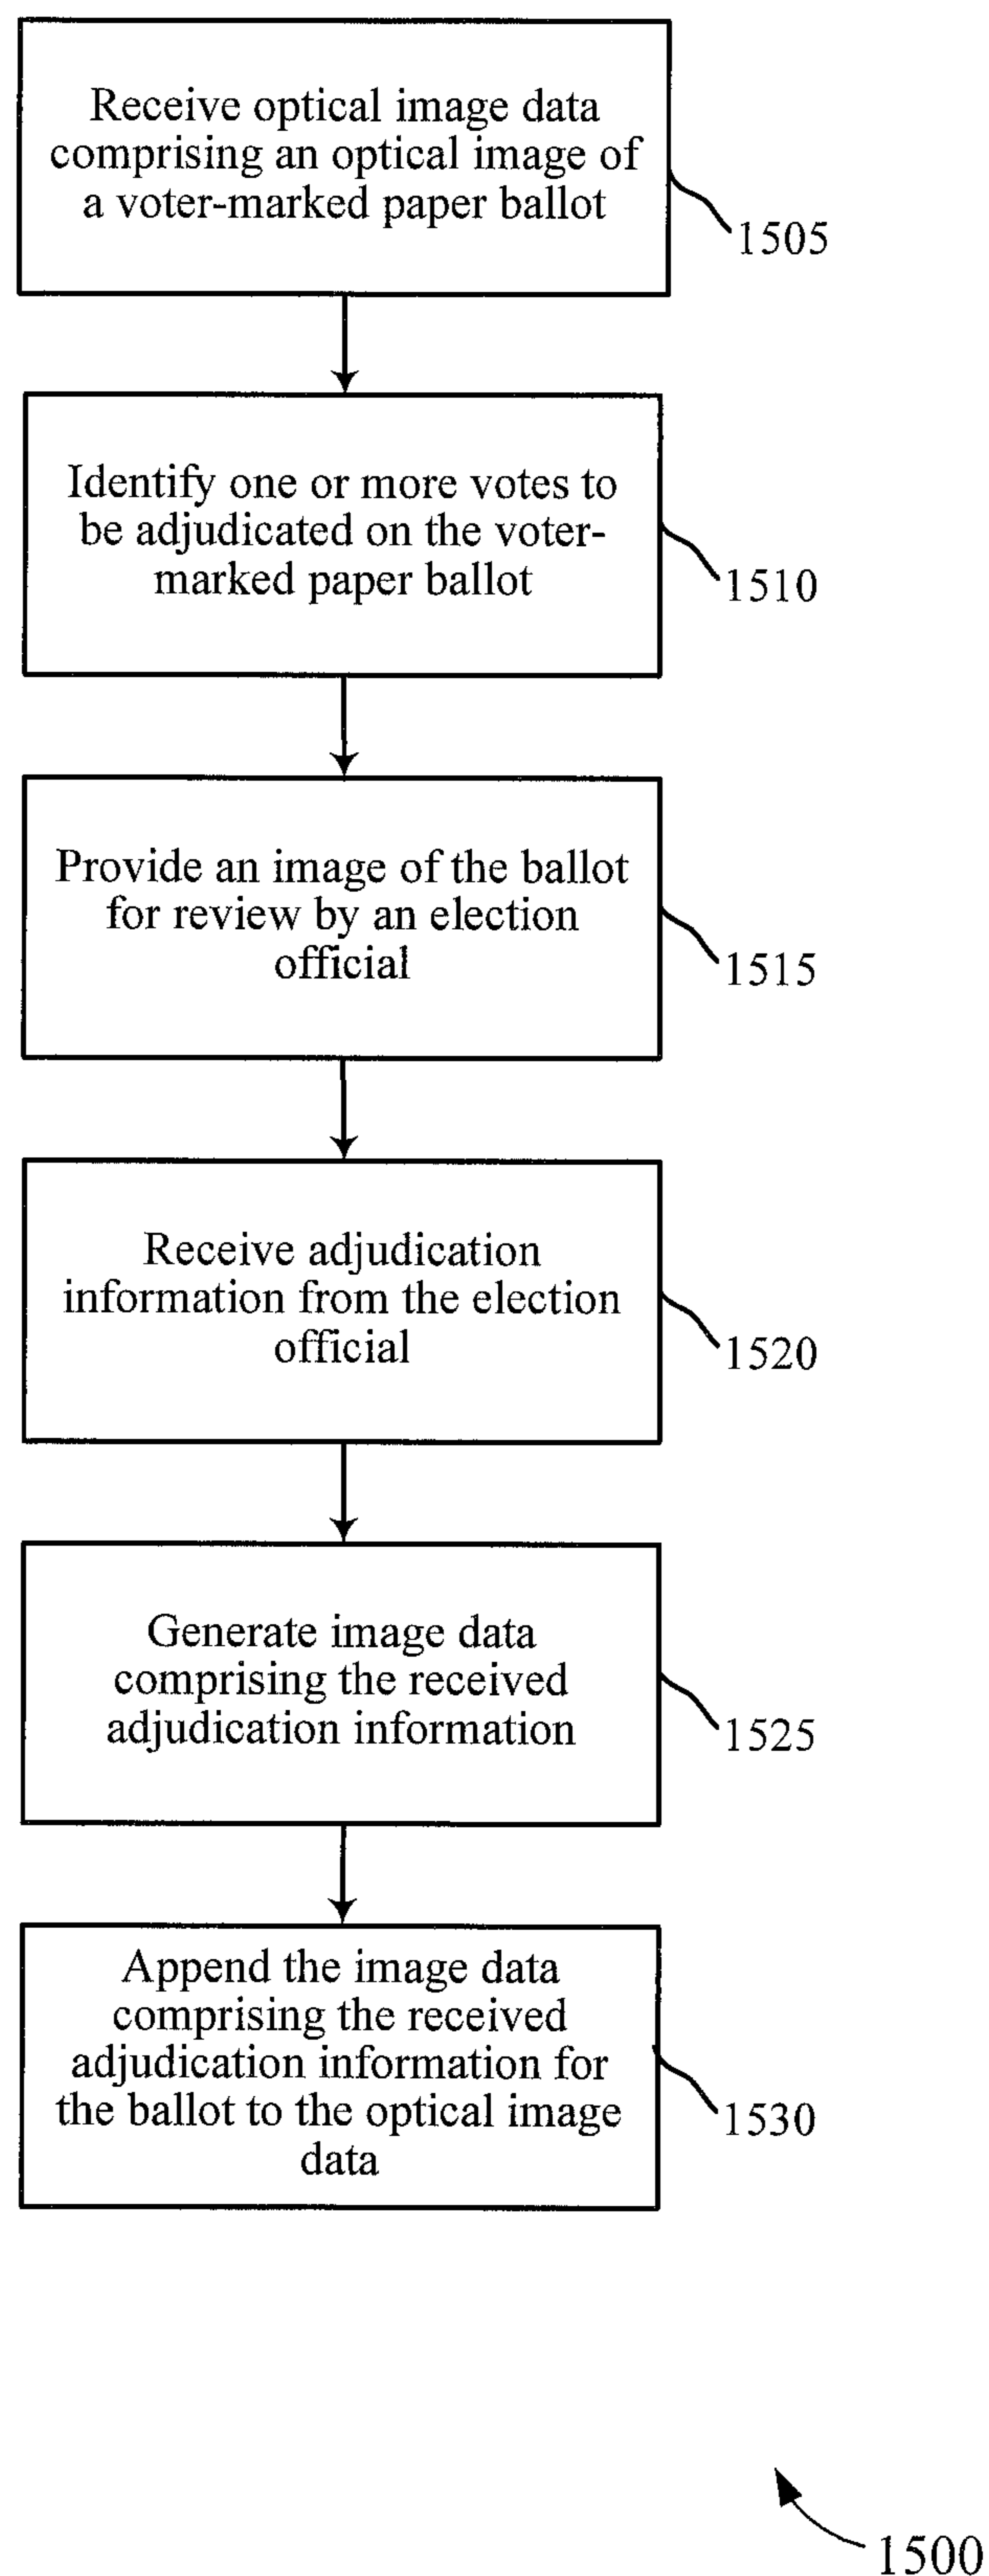 Receive optical image data
comprising an optical image of
a voter-marked paper ballot
1505
Identify one or more votes to
be adjudicated on the voter-
marked paper ballot
1510
Provide an image of the ballot
for review by an election
official
1515
Receive adjudication
information from the election
official
1520
Generate image data
comprising the received
adjudication information
1525
Append the image data
comprising the received
adjudication information for
the ballot to the optical image
data
1530
1500